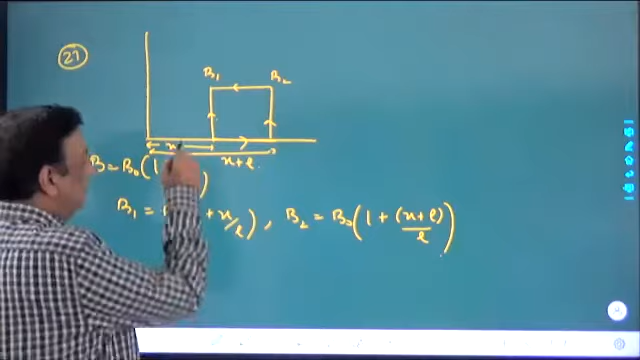 27
B₁ B₂
x
x+l
B = B₀(1
B₁ = + x/l), B₂ = B₀(1 + (x+l)/l)